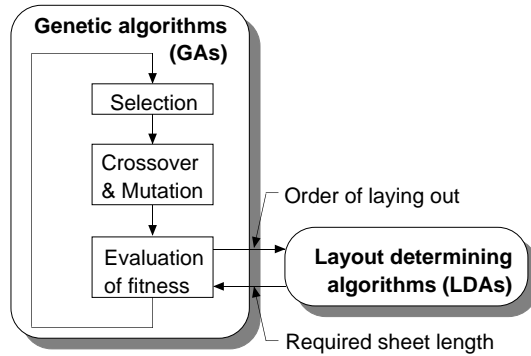 Genetic algorithms
(GAs)
Selection
Crossover
& Mutation
Order of laying out
Evaluation
of fitness
Layout determining
algorithms (LDAs)
Required sheet length